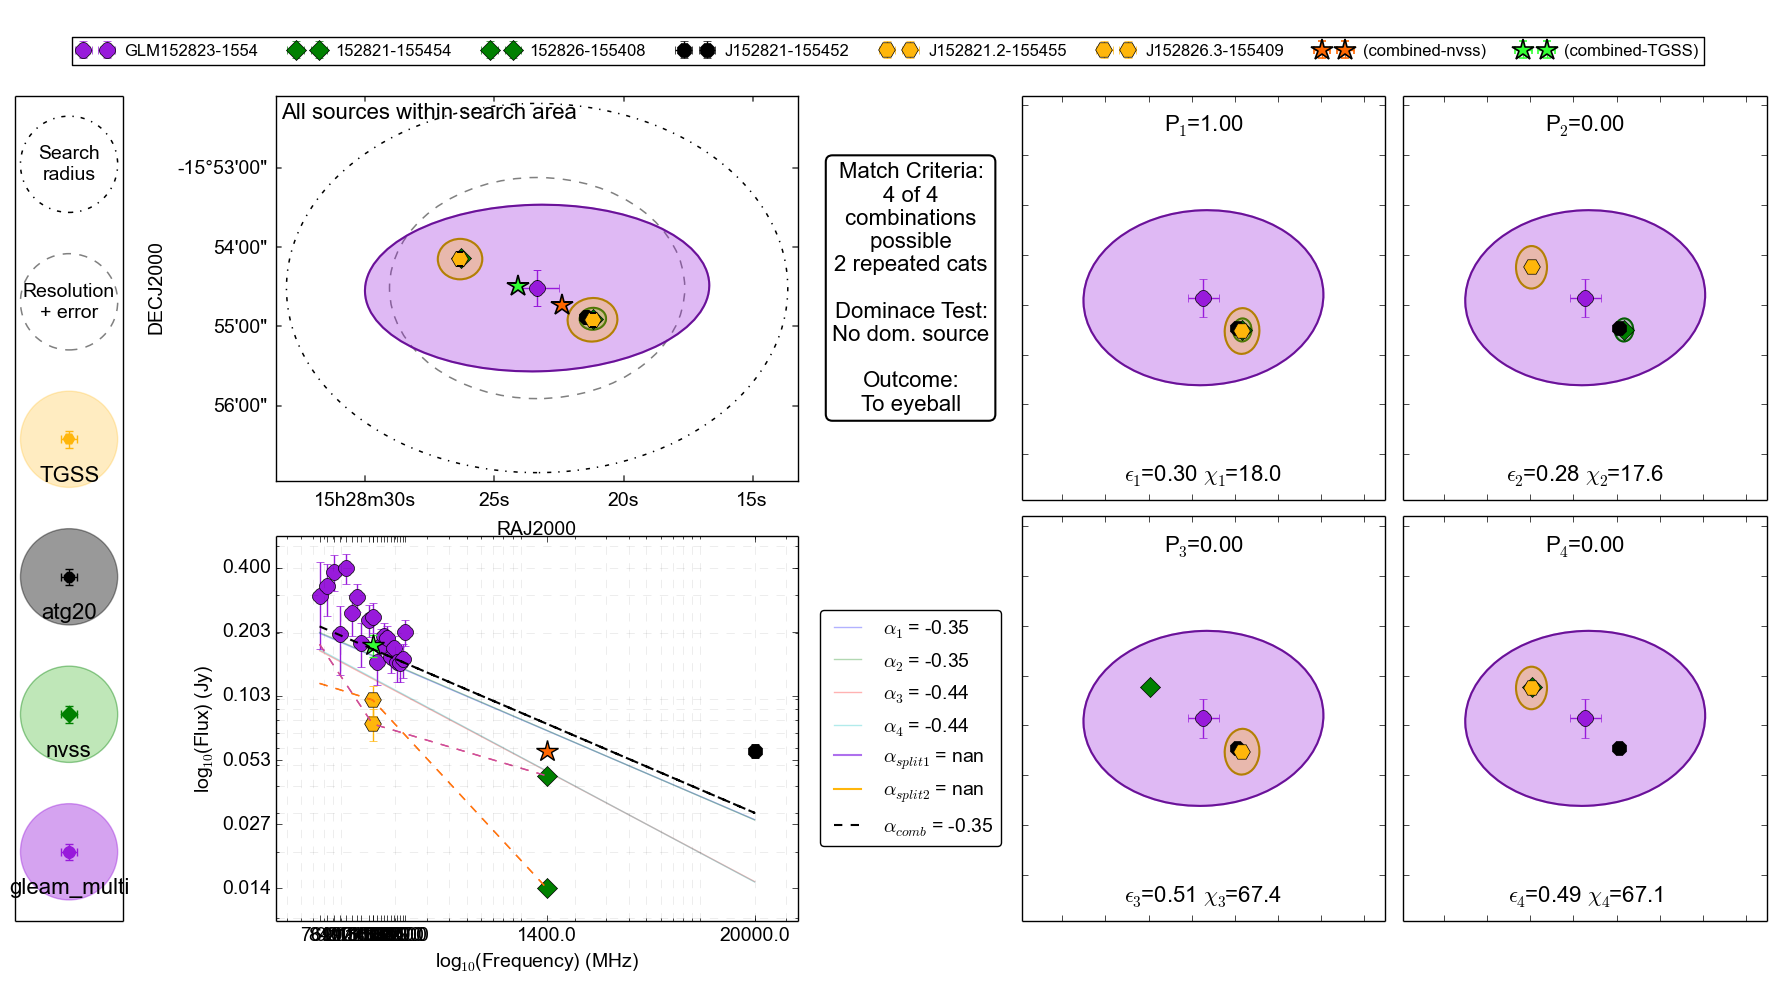 GLM152823-1554 152821-155454 152826-155408 J152821-155452 J152821.2-155455 J152826.3-155409 (combined-nvss) (combined-TGSS)
Search
radius
Resolution
+ error
TGSS
atg20
nvss
gleam_multi
All sources within search area
DECJ2000
-15°53'00"
54'00"
55'00"
56'00"
15h28m30s 25s 20s 15s
RAJ2000
Match Criteria:
4 of 4
combinations
possible
2 repeated cats
Dominace Test:
No dom. source
Outcome:
To eyeball
P1=1.00
ϵ1=0.30 χ1=18.0
P2=0.00
ϵ2=0.28 χ2=17.6
log10(Flux) (Jy)
0.400
0.203
0.103
0.053
0.027
0.014
1400.0 20000.0
log10(Frequency) (MHz)
α1 = -0.35
α2 = -0.35
α3 = -0.44
α4 = -0.44
αsplit1 = nan
αsplit2 = nan
αcomb = -0.35
P3=0.00
ϵ3=0.51 χ3=67.4
P4=0.00
ϵ4=0.49 χ4=67.1